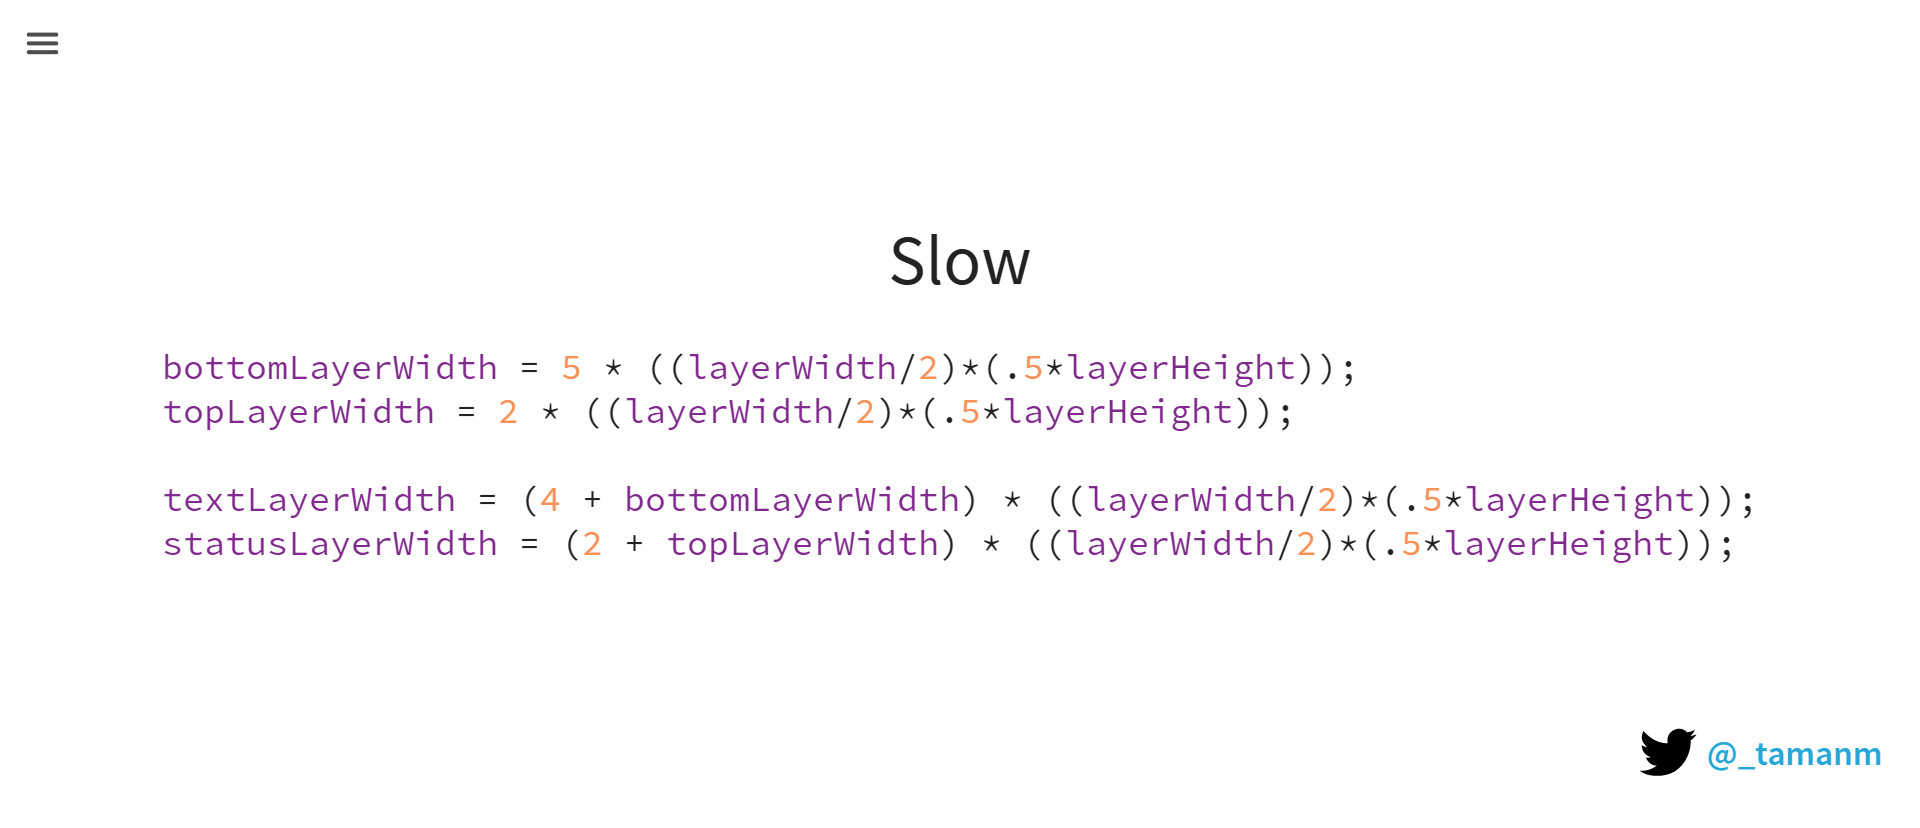 Slow
bottomLayerWidth = 5 * ((layerWidth/2)*(.5*layerHeight));
topLayerWidth = 2 * ((layerWidth/2)*(.5*layerHeight));
textLayerWidth = (4 + bottomLayerWidth) * ((layerWidth/2)*(.5*layerHeight));
statusLayerWidth = (2 + topLayerWidth) * ((layerWidth/2)*(.5*layerHeight));
@_tamanm